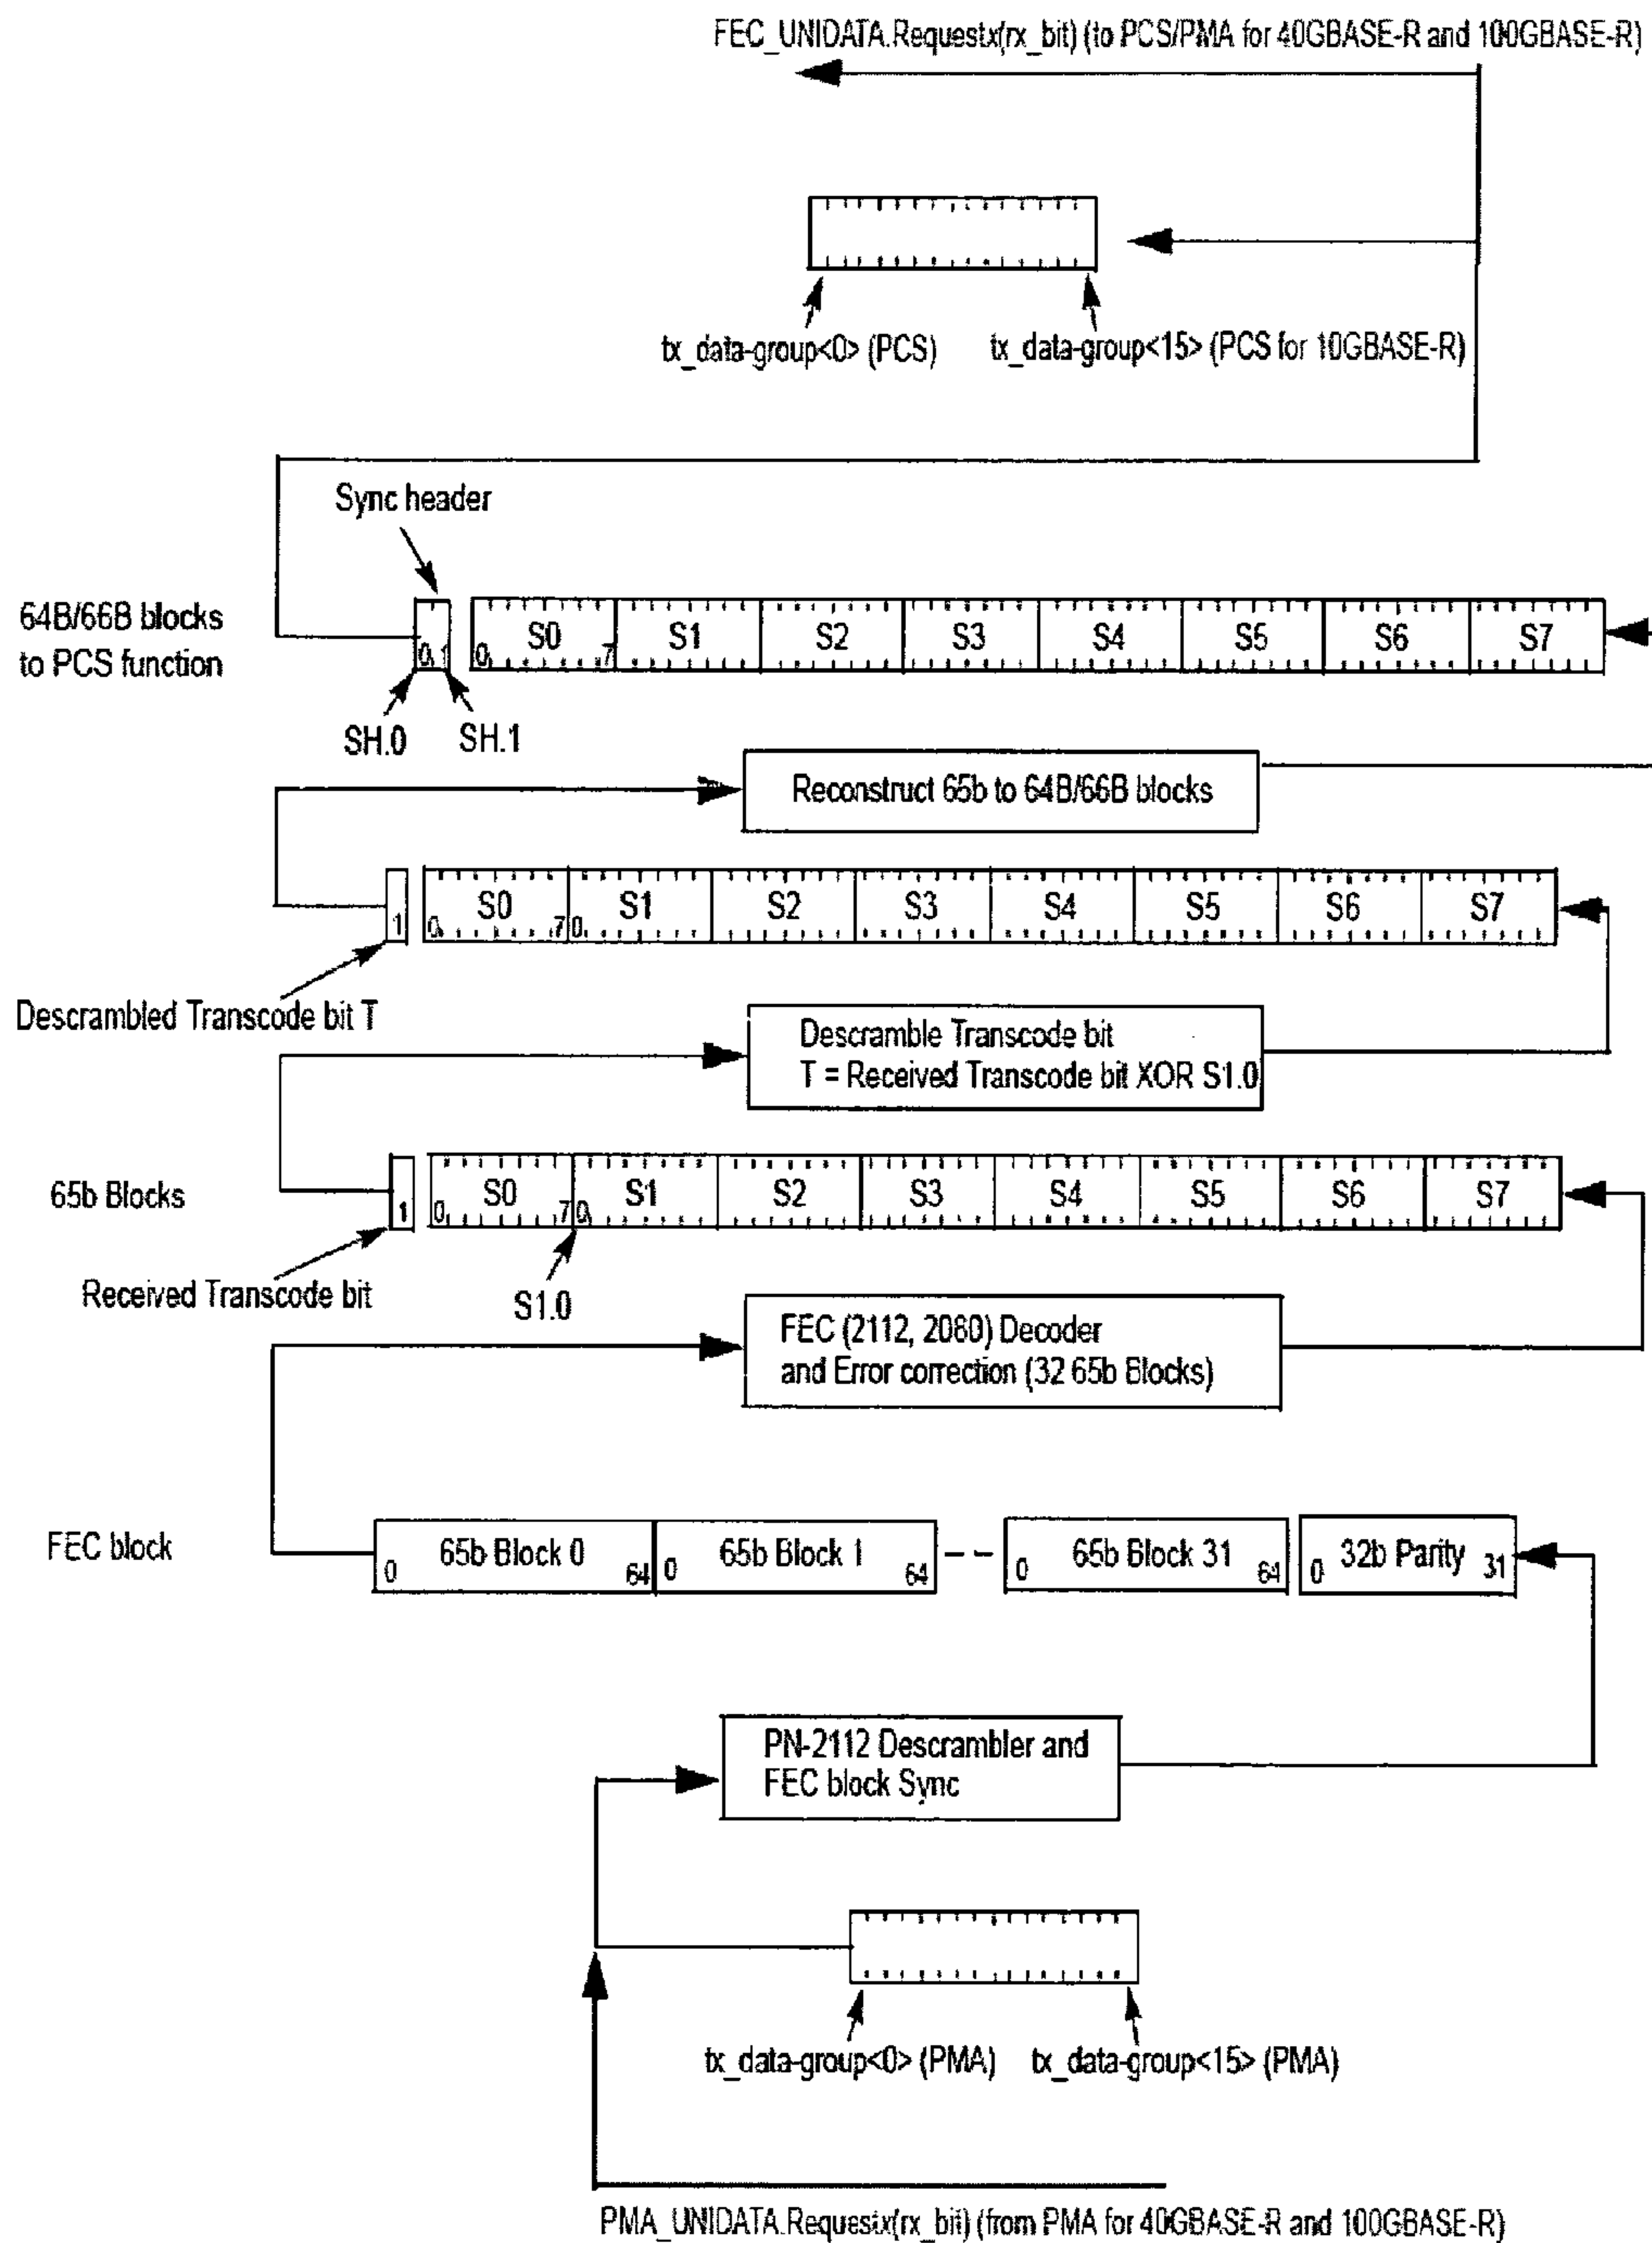 FEC_UNIDATA.Requestx(rx_bit) (to PCS/PMA for 40GBASE-R and 100GBASE-R)
tx_data-group<0> (PCS) tx_data-group<15> (PCS for 10GBASE-R)
Sync header
64B/66B blocks
to PCS function
0 1 0 S0 7 S1 S2 S3 S4 S5 S6 S7
SH.0 SH.1
Reconstruct 65b to 64B/66B blocks
1 0 S0 7 0 S1 S2 S3 S4 S5 S6 S7
Descrambled Transcode bit T
Descramble Transcode bit
T = Received Transcode bit XOR S1.0
65b Blocks
1 0 S0 7 0 S1 S2 S3 S4 S5 S6 S7
Received Transcode bit
S1.0
FEC (2112, 2080) Decoder
and Error correction (32 65b Blocks)
FEC block
0 65b Block 0 64 0 65b Block 1 64 0 65b Block 31 64 0 32b Parity 31
PN-2112 Descrambler and
FEC block Sync
tx_data-group<0> (PMA) tx_data-group<15> (PMA)
PMA_UNIDATA.Requestx(rx_bit) (from PMA for 40GBASE-R and 100GBASE-R)